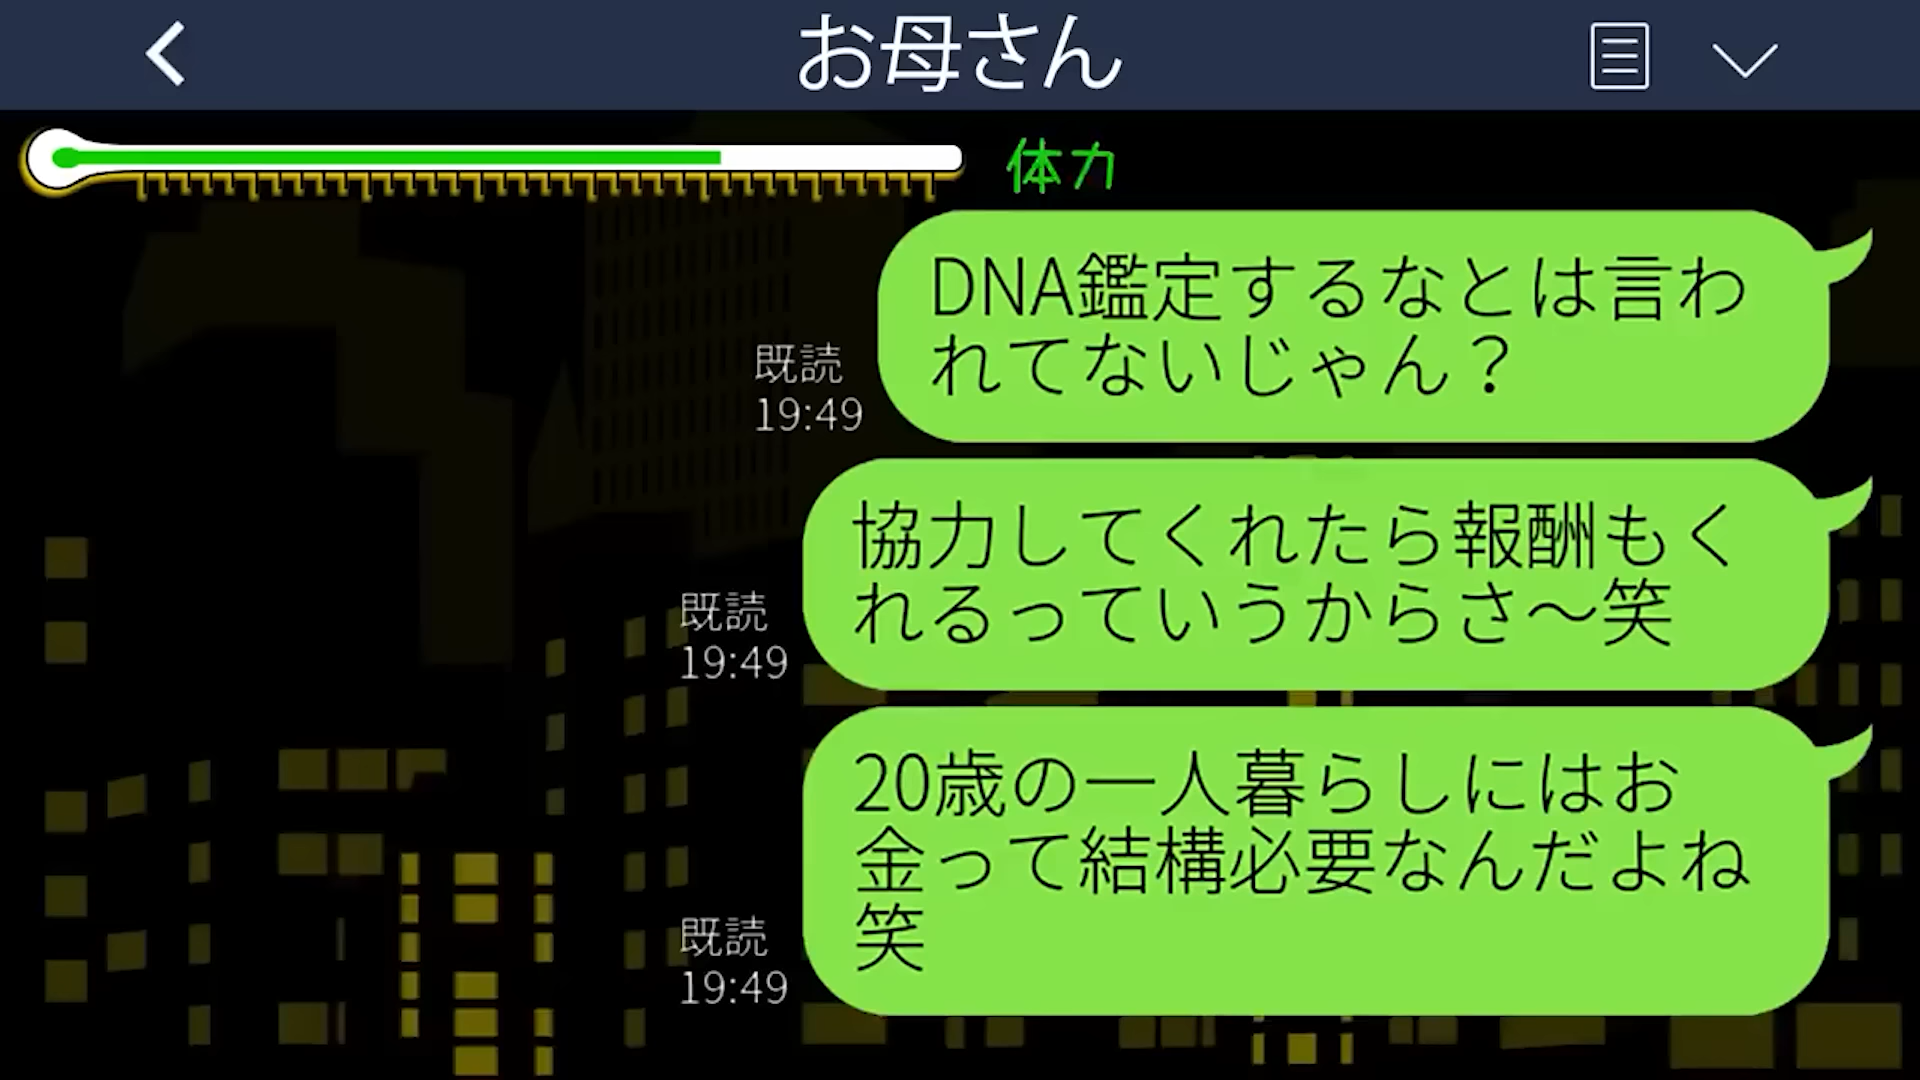 お母さん
体力
DNA鑑定するなとは言わ
れてないじゃん？
既読
19:49
協力してくれたら報酬もく
れるっていうからさ～笑
既読
19:49
20歳の一人暮らしにはお
金って結構必要なんだよね
笑
既読
19:49